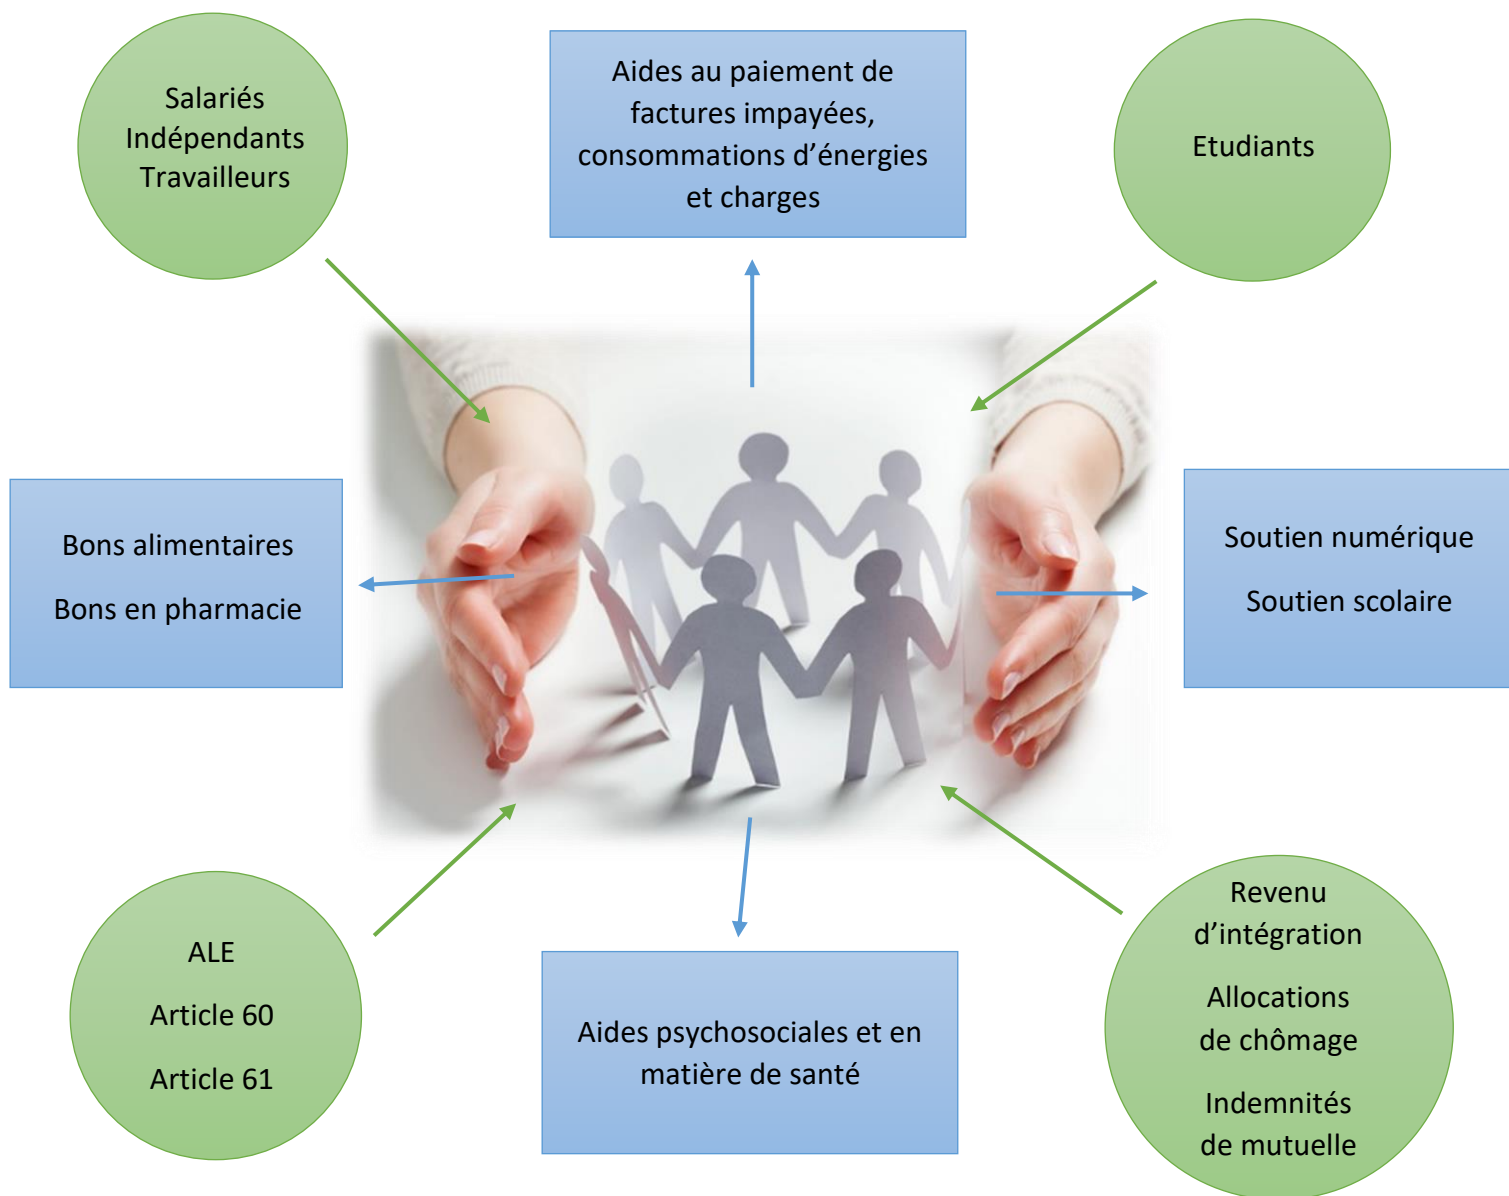 Salariés
Indépendants
Travailleurs
Aides au paiement de
factures impayées,
consommations d’énergies
et charges
Etudiants
Bons alimentaires
Bons en pharmacie
Soutien numérique
Soutien scolaire
ALE
Article 60
Article 61
Aides psychosociales et en
matière de santé
Revenu
d’intégration
Allocations
de chômage
Indemnités
de mutuelle